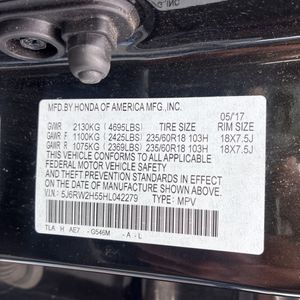 MFD.BY HONDA OF AMERICA MFG.,INC.
05/'17
GVWR 2130KG (4695LBS) TIRE SIZE RIM SIZE
GAWR F 1100KG (2425LBS) 235/60R18 103H 18X7.5J
GAWR R 1075KG (2369LBS) 235/60R18 103H 18X7.5J
THIS VEHICLE CONFORMS TO ALL APPLICABLE
FEDERAL MOTOR VEHICLE SAFETY
AND THEFT PREVENTION STANDARDS IN EFFECT
ON THE DATE OF MANUFACTURE SHOWN ABOVE.
V.I.N.: 5J6RW2H55HL042279 TYPE: MPV
TLA H AE7 - G546M - A - L